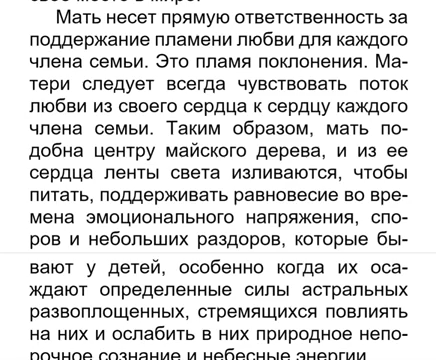 Мать несет прямую ответственность за
поддержание пламени любви для каждого
члена семьи. Это пламя поклонения. Ма-
тери следует всегда чувствовать поток
любви из своего сердца к сердцу каждого
члена семьи. Таким образом, мать по-
добна центру майского дерева, и из ее
сердца ленты света изливаются, чтобы
питать, поддерживать равновесие во вре-
мена эмоционального напряжения, спо-
ров и небольших раздоров, которые бы-
вают у детей, особенно когда их оса-
ждают определенные силы астральных
развоплощенных, стремящихся повлиять
на них и ослабить в них природное непо-
рочное сознание и небесные энергии